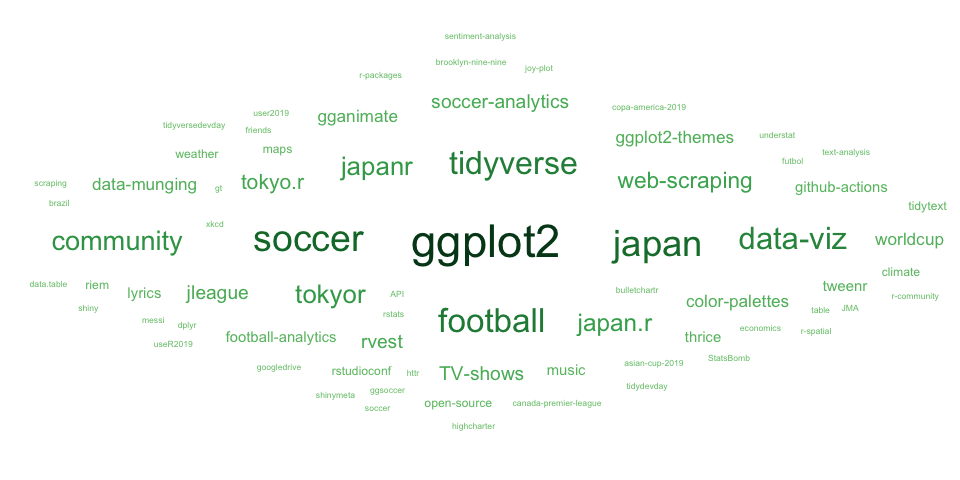 sentiment-analysis
brooklyn-nine-nine
joy-plot
r-packages
soccer-analytics
copa-america-2019
user2019
gganimate
tidyversedevday
friends
ggplot2-themes
understat
weather
maps
japanr
tidyverse
futbol
text-analysis
scraping
data-munging
gt
tokyo.r
web-scraping
github-actions
brazil
tidytext
xkcd
community
soccer
ggplot2
japan
data-viz
worldcup
climate
data.table
riem
lyrics
jleague
tokyor
API
bulletchartr
color-palettes
tweenr
r-community
shiny
rstats
table
JMA
messi
dplyr
football
japan.r
economics
r-spatial
useR2019
football-analytics
rvest
thrice
StatsBomb
googledrive
rstudioconf
httr
TV-shows
music
asian-cup-2019
shinymeta
ggsoccer
tidydevday
soccer
open-source
canada-premier-league
highcharter